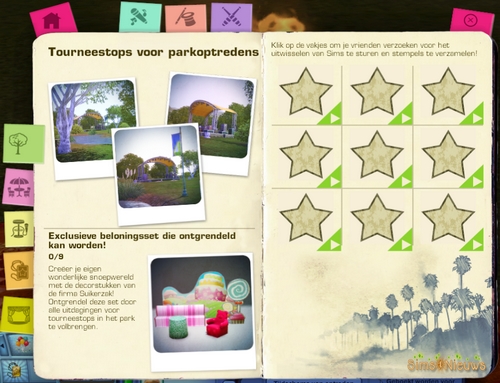 Tourneestops voor parkoptredens
Klik op de vakjes om je vrienden verzoeken voor het
uitwisselen van Sims te sturen en stempels te verzamelen!
Exclusieve beloningsset die ontgrendeld
kan worden!
0/9
Creëer je eigen
wonderlijke snoepwereld
met de decorstukken van
de firma Suikerzoet!
Ontgrendel deze set door
alle uitdagingen voor
tourneestops in het park
te volbrengen.
SimsNieuws